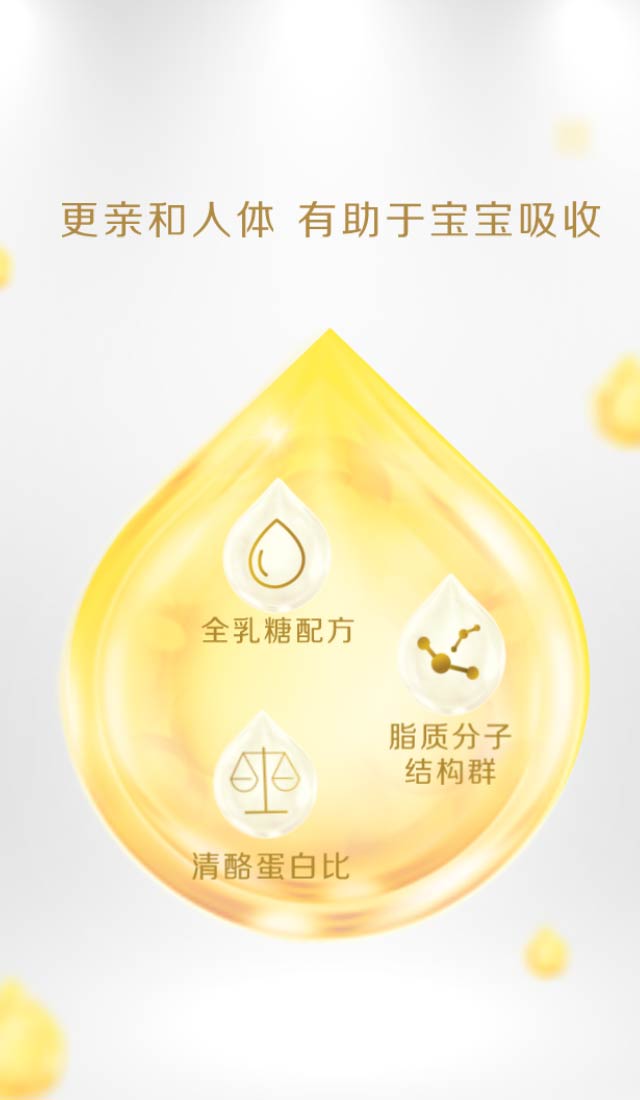 更亲和人体 有助于宝宝吸收
全乳糖配方
脂质分子
结构群
清酪蛋白比